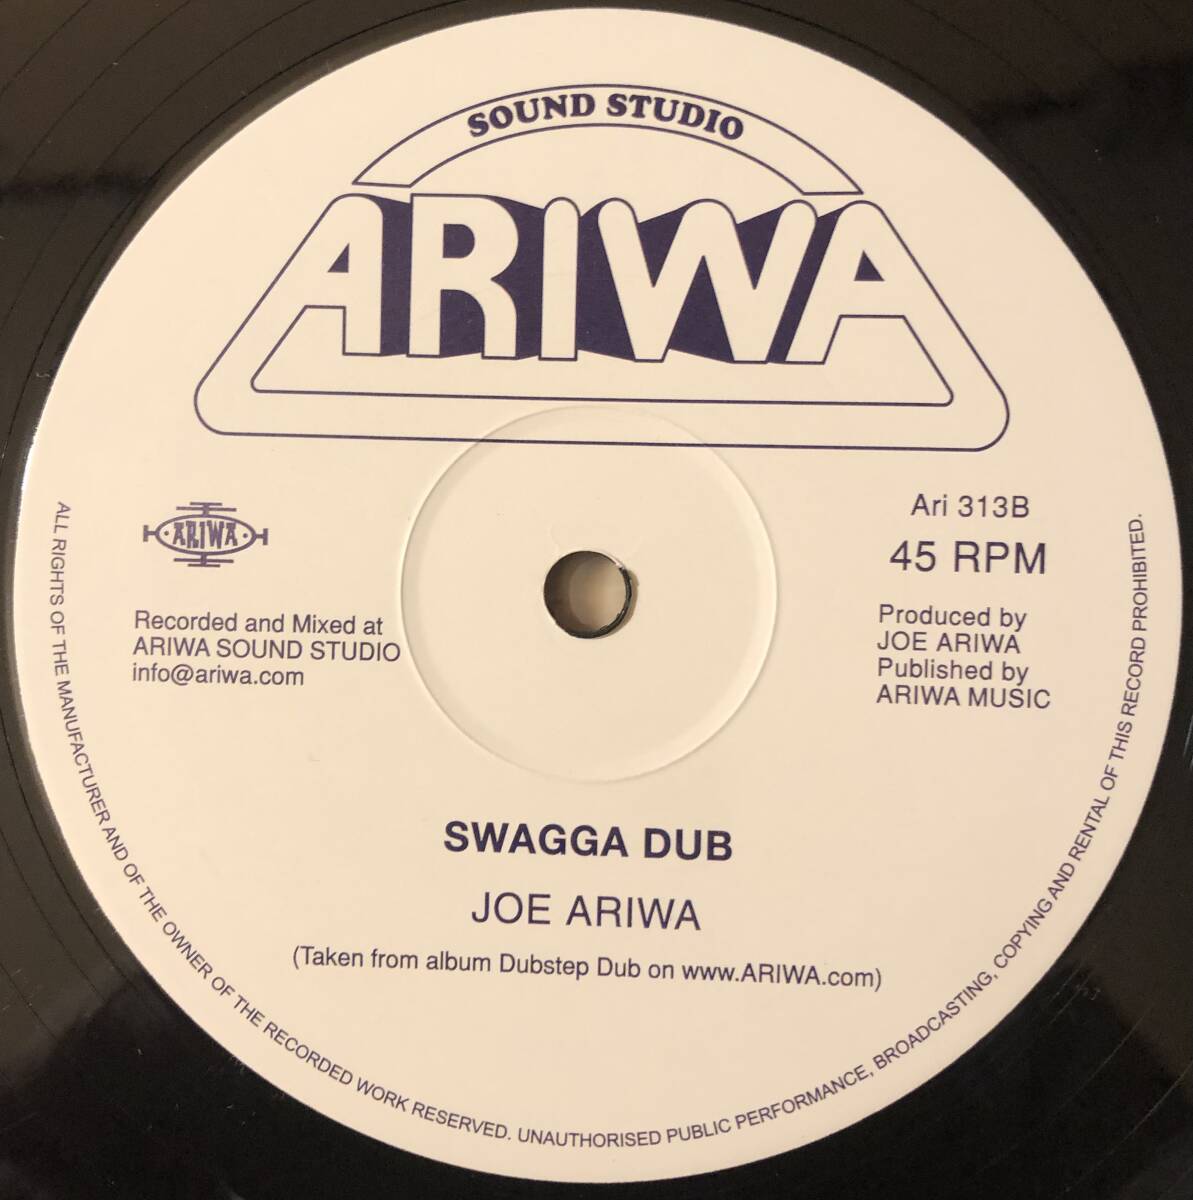 SOUND STUDIO
ARIWA
ARIWA
Recorded and Mixed at
ARIWA SOUND STUDIO
info@ariwa.com
Ari 313B
45 RPM
Produced by
JOE ARIWA
Published by
ARIWA MUSIC
SWAGGA DUB
JOE ARIWA
(Taken from album Dubstep Dub on www.ARIWA.com)
ALL RIGHTS OF THE MANUFACTURER AND OF THE OWNER OF THE RECORDED WORK RESERVED. UNAUTHORISED PUBLIC PERFORMANCE, BROADCASTING, COPYING AND RENTAL OF THIS RECORD PROHIBITED.